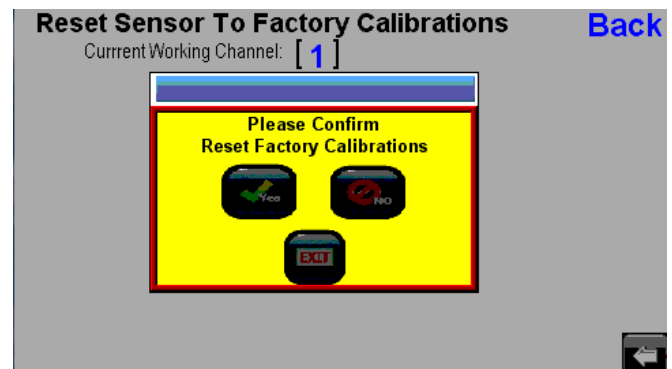 Reset Sensor To Factory Calibrations
Back
Currrent Working Channel: [ 1 ]
Please Confirm
Reset Factory Calibrations
Yes
NO
EXIT